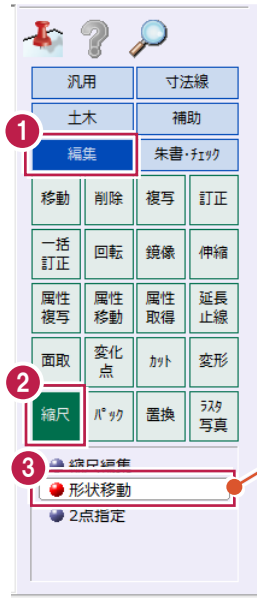 汎用 寸法線
土木 補助
1
編集 朱書・ﾁｪｯｸ
移動 削除 複写 訂正
一括訂正 回転 鏡像 伸縮
属性複写 属性移動 属性取得 延長止線
面取 変化点 ｶｯﾄ 変形
2
縮尺 ﾊﾟｯｸ 置換 ﾗｽﾀ写真
縮尺編集
3
形状移動
2点指定